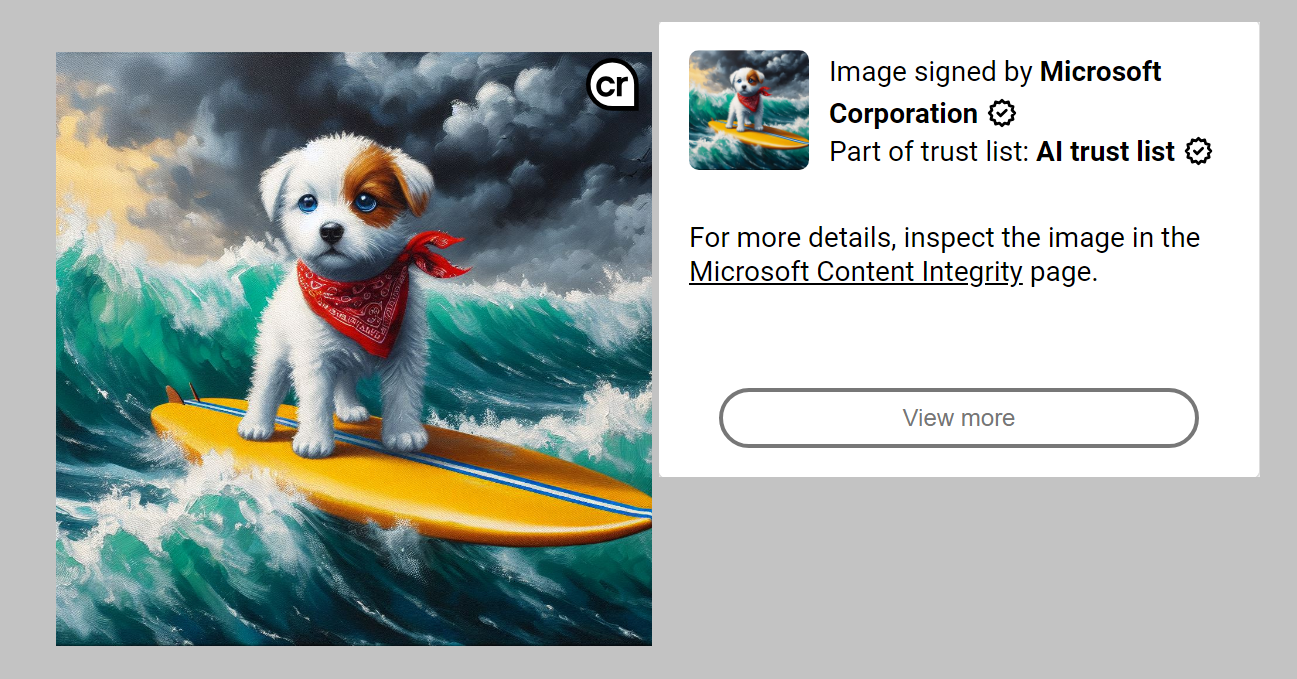 cr
Image signed by Microsoft
Corporation
Part of trust list: AI trust list
For more details, inspect the image in the
Microsoft Content Integrity page.
View more